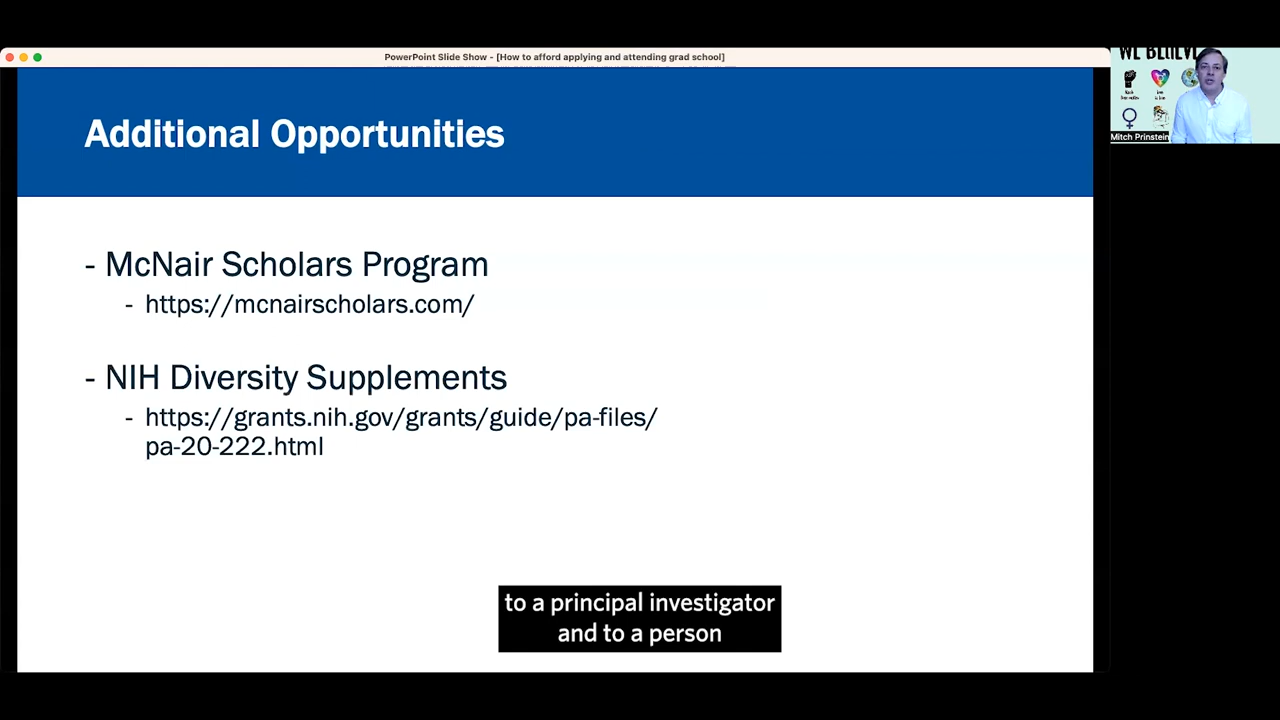 PowerPoint Slide Show - [How to afford applying and attending grad school]
WE BELIEVE
Mitch Prinstein
Additional Opportunities
- McNair Scholars Program
- https://mcnairscholars.com/
- NIH Diversity Supplements
- https://grants.nih.gov/grants/guide/pa-files/
pa-20-222.html
to a principal investigator
and to a person